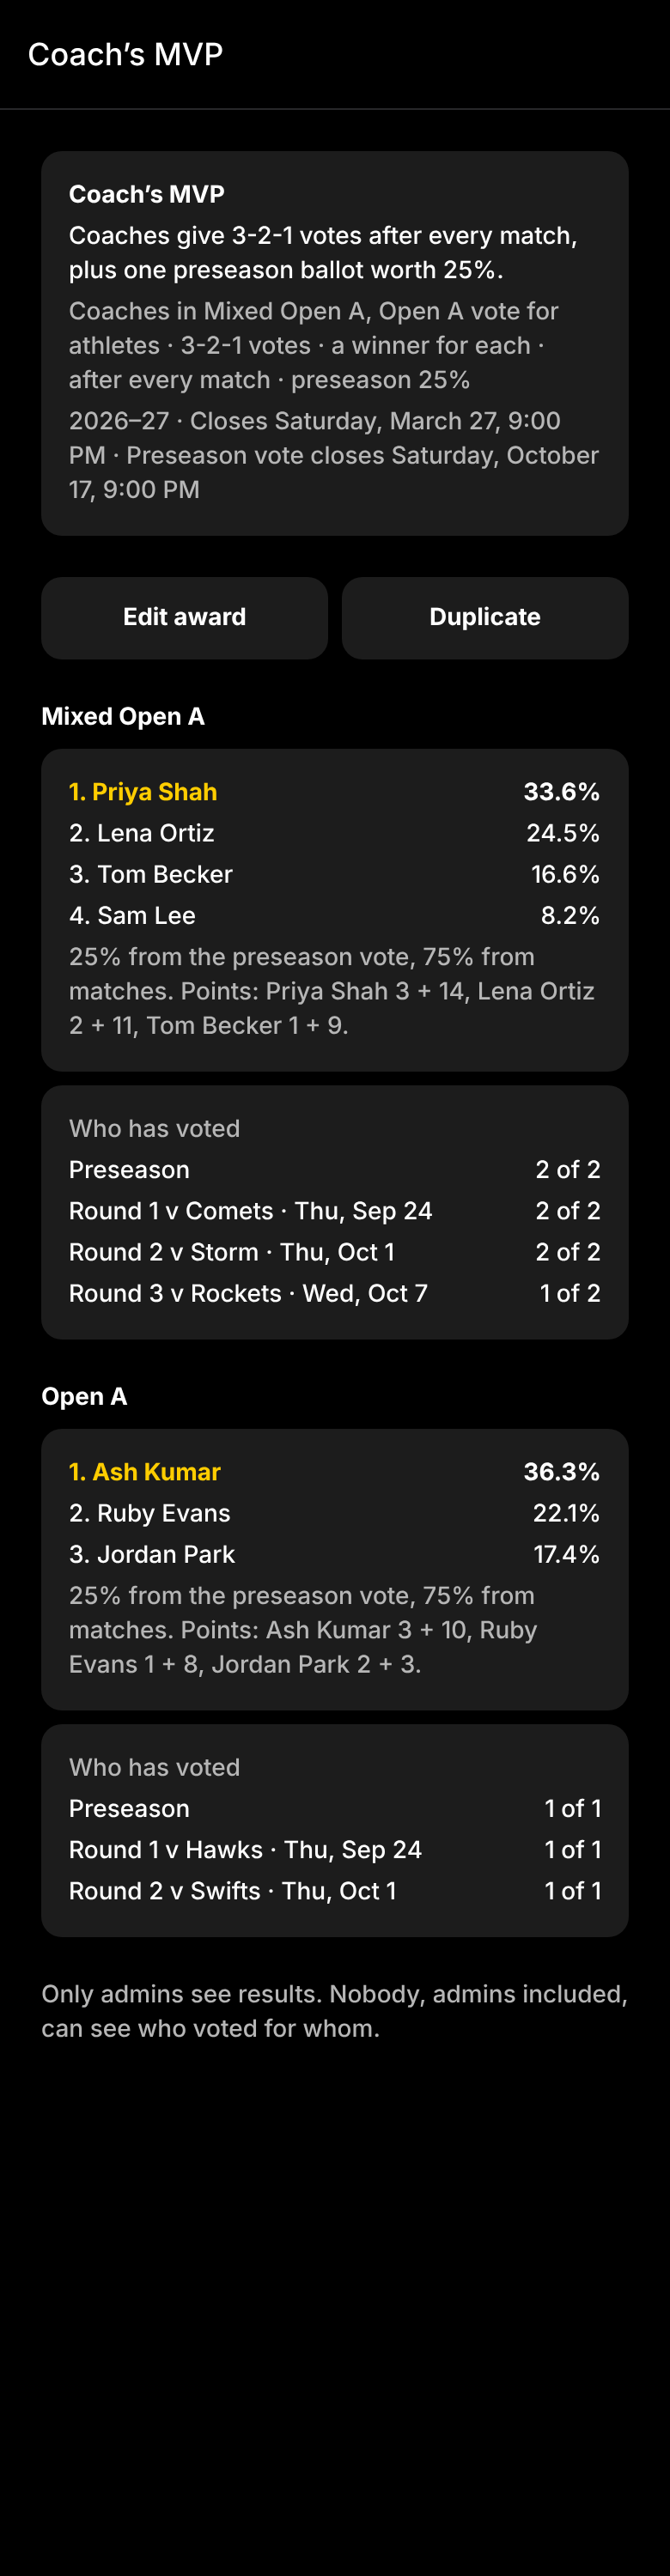 Coach’s MVP
Coach’s MVP
Coaches give 3-2-1 votes after every match,
plus one preseason ballot worth 25%.
Coaches in Mixed Open A, Open A vote for
athletes · 3-2-1 votes · a winner for each ·
after every match · preseason 25%
2026–27 · Closes Saturday, March 27, 9:00
PM · Preseason vote closes Saturday, October
17, 9:00 PM
Edit award
Duplicate
Mixed Open A
1. Priya Shah 33.6%
2. Lena Ortiz 24.5%
3. Tom Becker 16.6%
4. Sam Lee 8.2%
25% from the preseason vote, 75% from
matches. Points: Priya Shah 3 + 14, Lena Ortiz
2 + 11, Tom Becker 1 + 9.
Who has voted
Preseason 2 of 2
Round 1 v Comets · Thu, Sep 24 2 of 2
Round 2 v Storm · Thu, Oct 1 2 of 2
Round 3 v Rockets · Wed, Oct 7 1 of 2
Open A
1. Ash Kumar 36.3%
2. Ruby Evans 22.1%
3. Jordan Park 17.4%
25% from the preseason vote, 75% from
matches. Points: Ash Kumar 3 + 10, Ruby
Evans 1 + 8, Jordan Park 2 + 3.
Who has voted
Preseason 1 of 1
Round 1 v Hawks · Thu, Sep 24 1 of 1
Round 2 v Swifts · Thu, Oct 1 1 of 1
Only admins see results. Nobody, admins included,
can see who voted for whom.